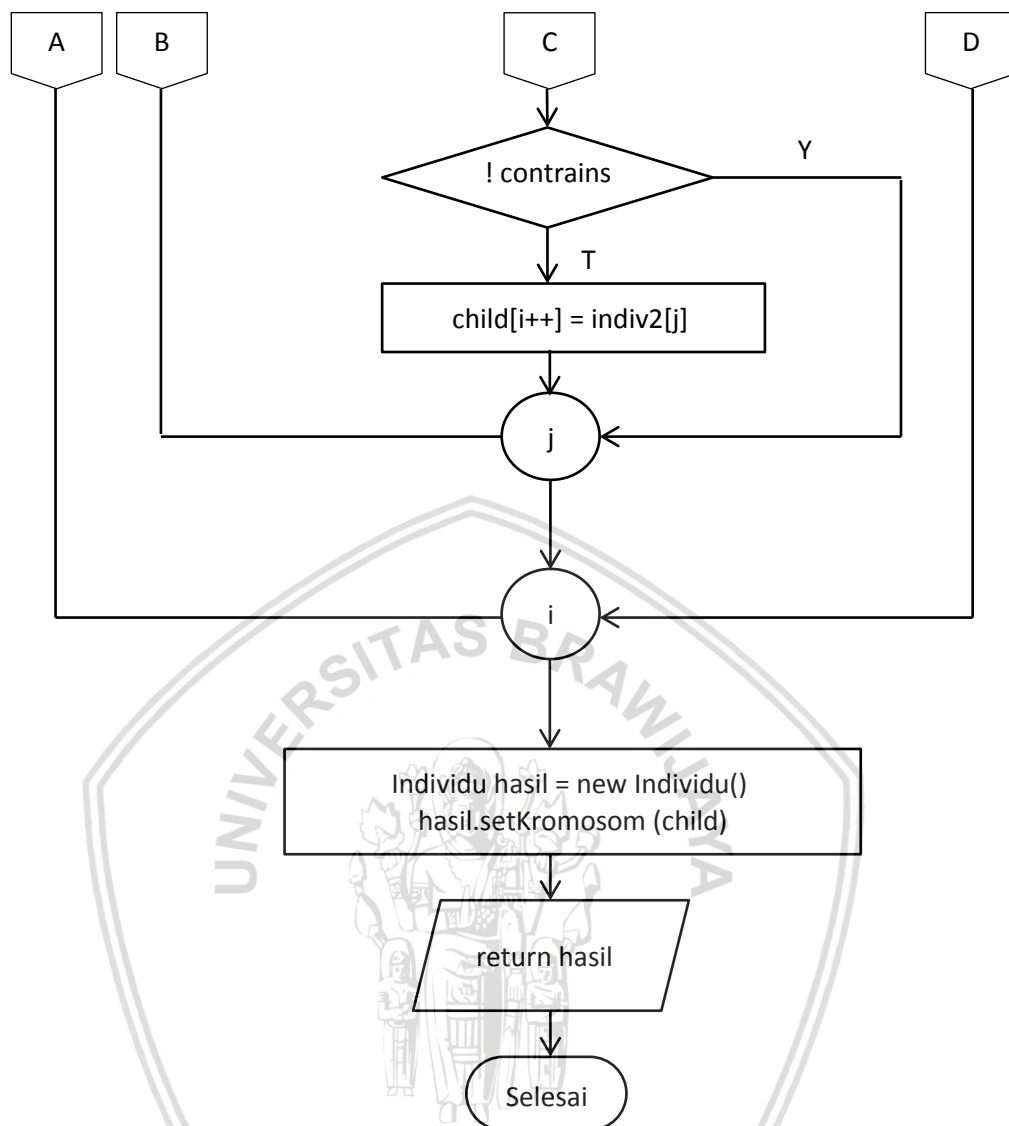 A
B
C
D
! contrains
Y
T
child[i++] = indiv2[j]
j
i
UNIVERSITAS BRAWIJAYA
Individu hasil = new Individu()
hasil.setKromosom (child)
return hasil
Selesai